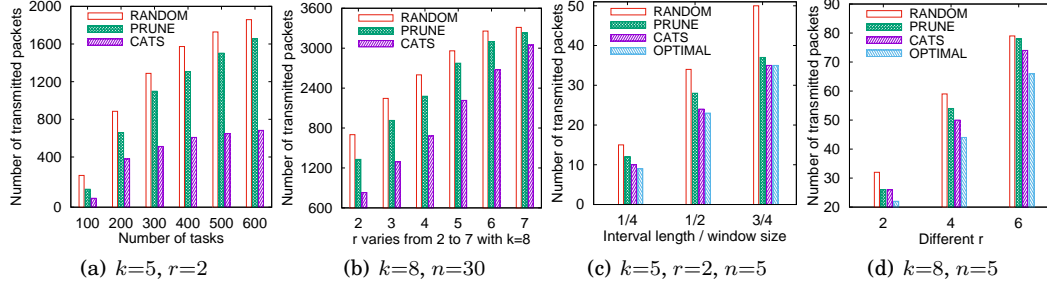 Number of transmitted packets
2000
1600
1200
800
400
0
RANDOM
PRUNE
CATS
100 200 300 400 500 600
Number of tasks
(a) k=5, r=2
Number of transmitted packets
3600
3000
2400
1800
1200
600
RANDOM
PRUNE
CATS
2 3 4 5 6 7
r varies from 2 to 7 with k=8
(b) k=8, n=30
Number of transmitted packets
50
40
30
20
10
0
RANDOM
PRUNE
CATS
OPTIMAL
1/4 1/2 3/4
Interval length / window size
(c) k=5, r=2, n=5
Number of transmitted packets
90
80
70
60
50
40
30
20
RANDOM
PRUNE
CATS
OPTIMAL
2 4 6
Different r
(d) k=8, n=5